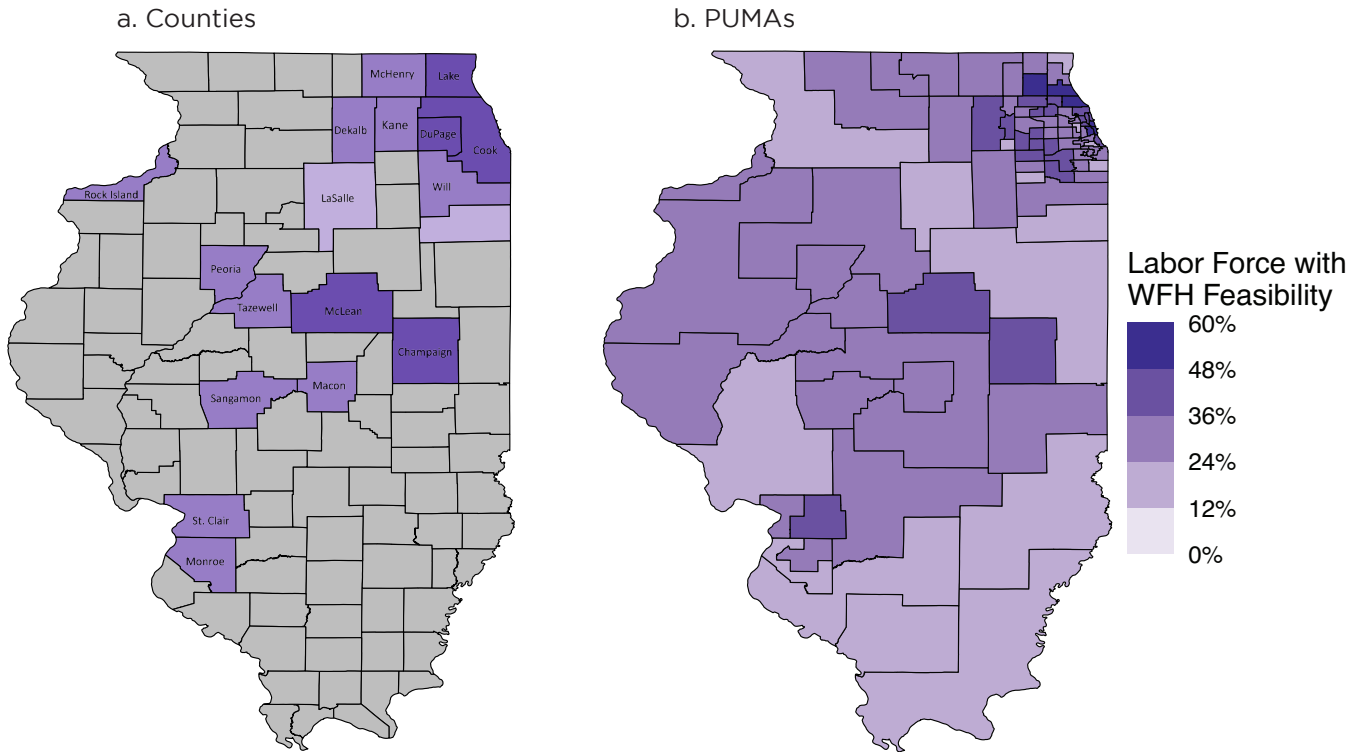 a. Counties
b. PUMAs
McHenry
Lake
Dekalb
Kane
DuPage
Cook
Rock Island
LaSalle
Will
Peoria
Tazewell
McLean
Champaign
Macon
Sangamon
St. Clair
Monroe
Labor Force with
WFH Feasibility
60%
48%
36%
24%
12%
0%